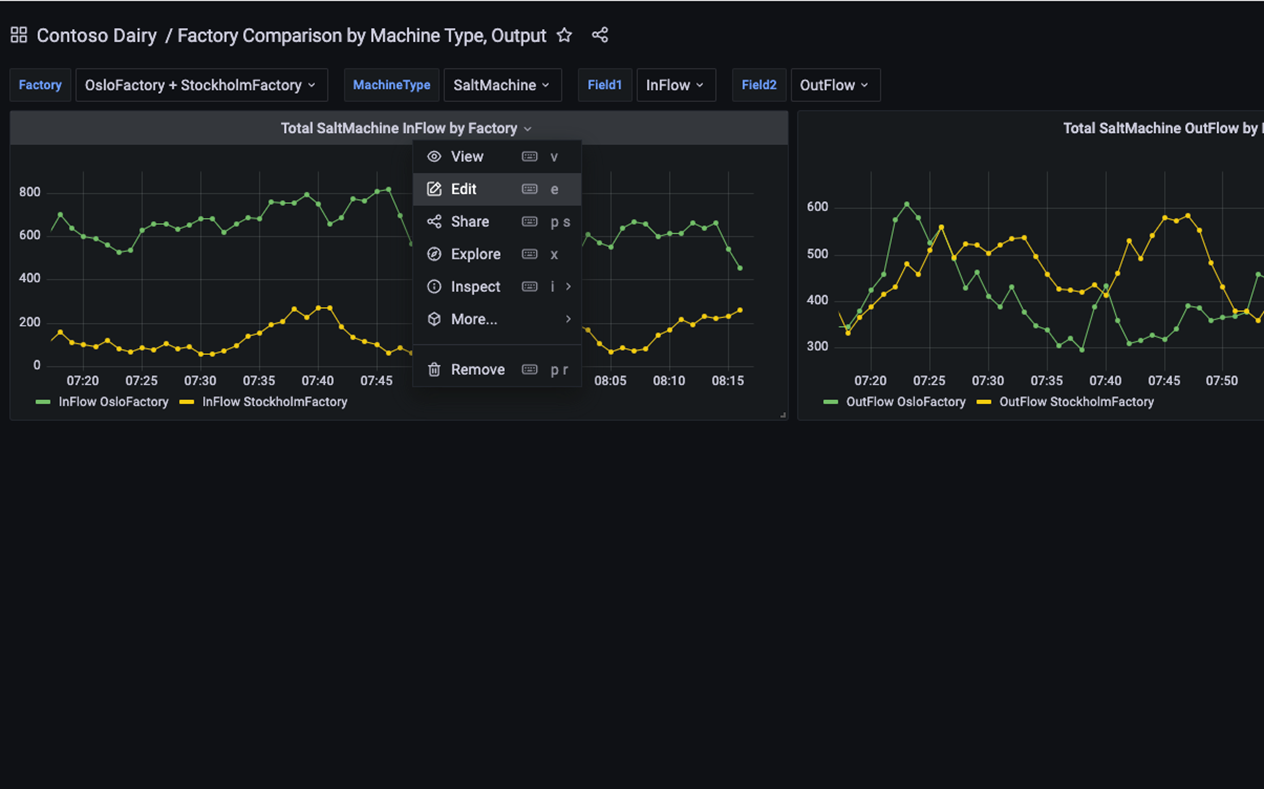 Contoso Dairy / Factory Comparison by Machine Type, Output
Factory OsloFactory + StockholmFactory MachineType SaltMachine Field1 InFlow Field2 OutFlow
Total SaltMachine InFlow by Factory
View v
Edit e
Share p s
Explore x
Inspect i
More...
Remove p r
800
600
400
200
0
07:20 07:25 07:30 07:35 07:40 07:45 08:05 08:10 08:15
InFlow OsloFactory InFlow StockholmFactory
Total SaltMachine OutFlow by
600
500
400
300
07:20 07:25 07:30 07:35 07:40 07:45 07:50
OutFlow OsloFactory OutFlow StockholmFactory